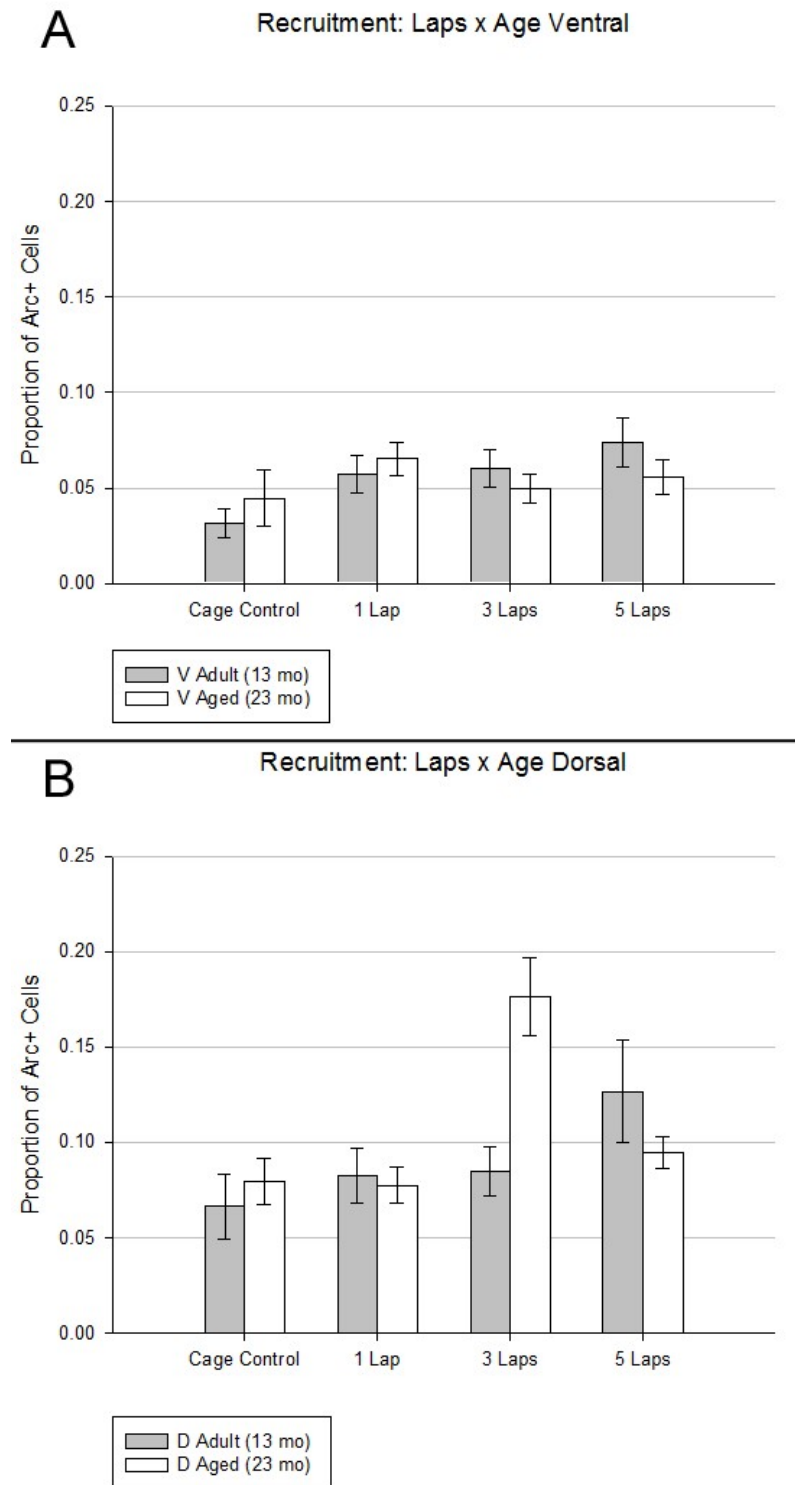 A
Recruitment: Laps x Age Ventral
0.25
0.20
0.15
0.10
0.05
0.00
Proportion of Arc+ Cells
Cage Control 1 Lap 3 Laps 5 Laps
V Adult (13 mo)
V Aged (23 mo)
B
Recruitment: Laps x Age Dorsal
0.25
0.20
0.15
0.10
0.05
0.00
Proportion of Arc+ Cells
Cage Control 1 Lap 3 Laps 5 Laps
D Adult (13 mo)
D Aged (23 mo)